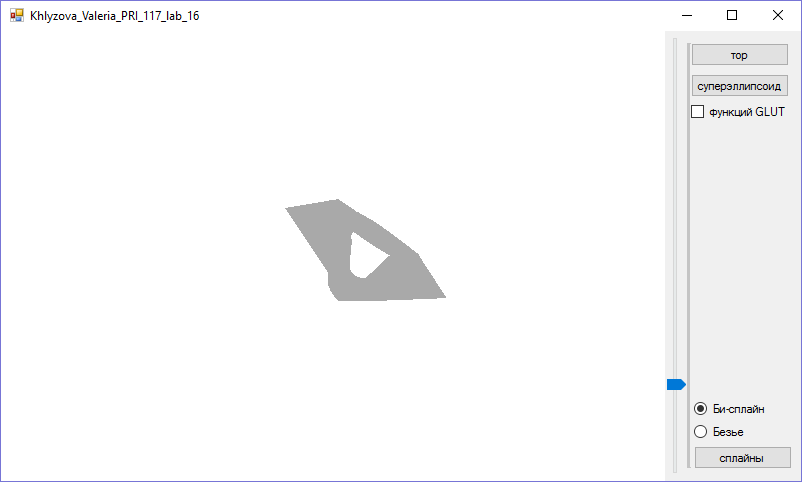 Khlyzova_Valeria_PRI_117_lab_16
тор
суперэллипсоид
функций GLUT
Би-сплайн
Безье
сплайны